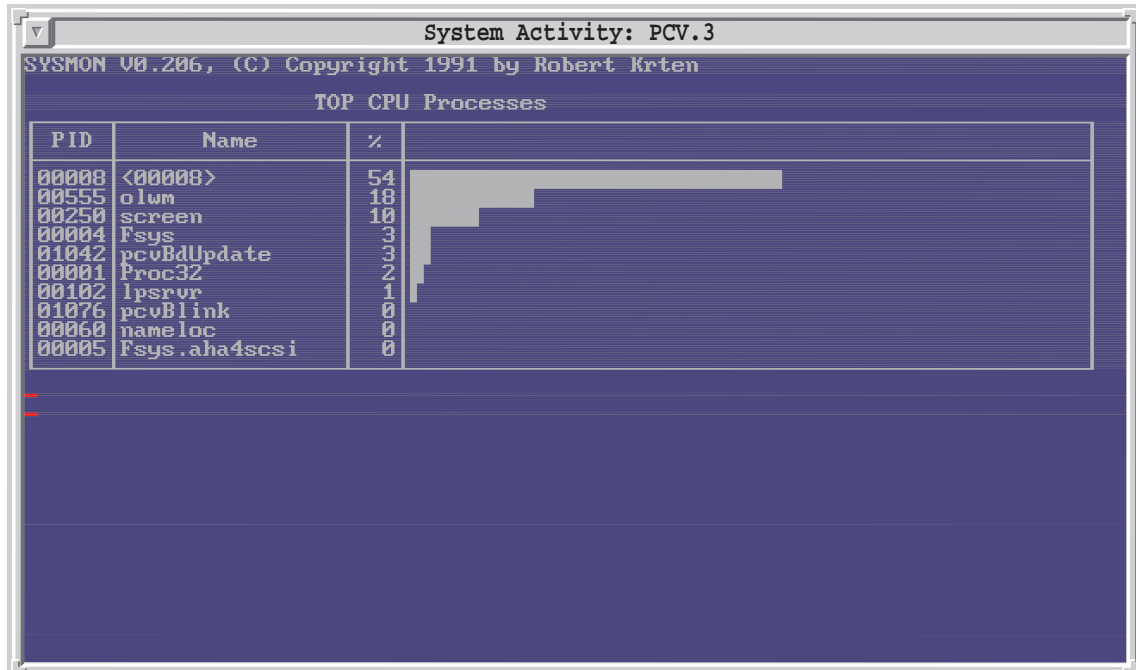 System Activity: PCV.3
SYSMON V0.206, (C) Copyright 1991 by Robert Krten
TOP CPU Processes
PID Name %
00008 <00008> 54
00555 olwm 18
00250 screen 10
00004 Fsys 3
01042 pcvBdUpdate 3
00001 Proc32 2
00102 lpsrvr 1
01076 pcvBlink 0
00060 nameloc 0
00005 Fsys.aha4scsi 0